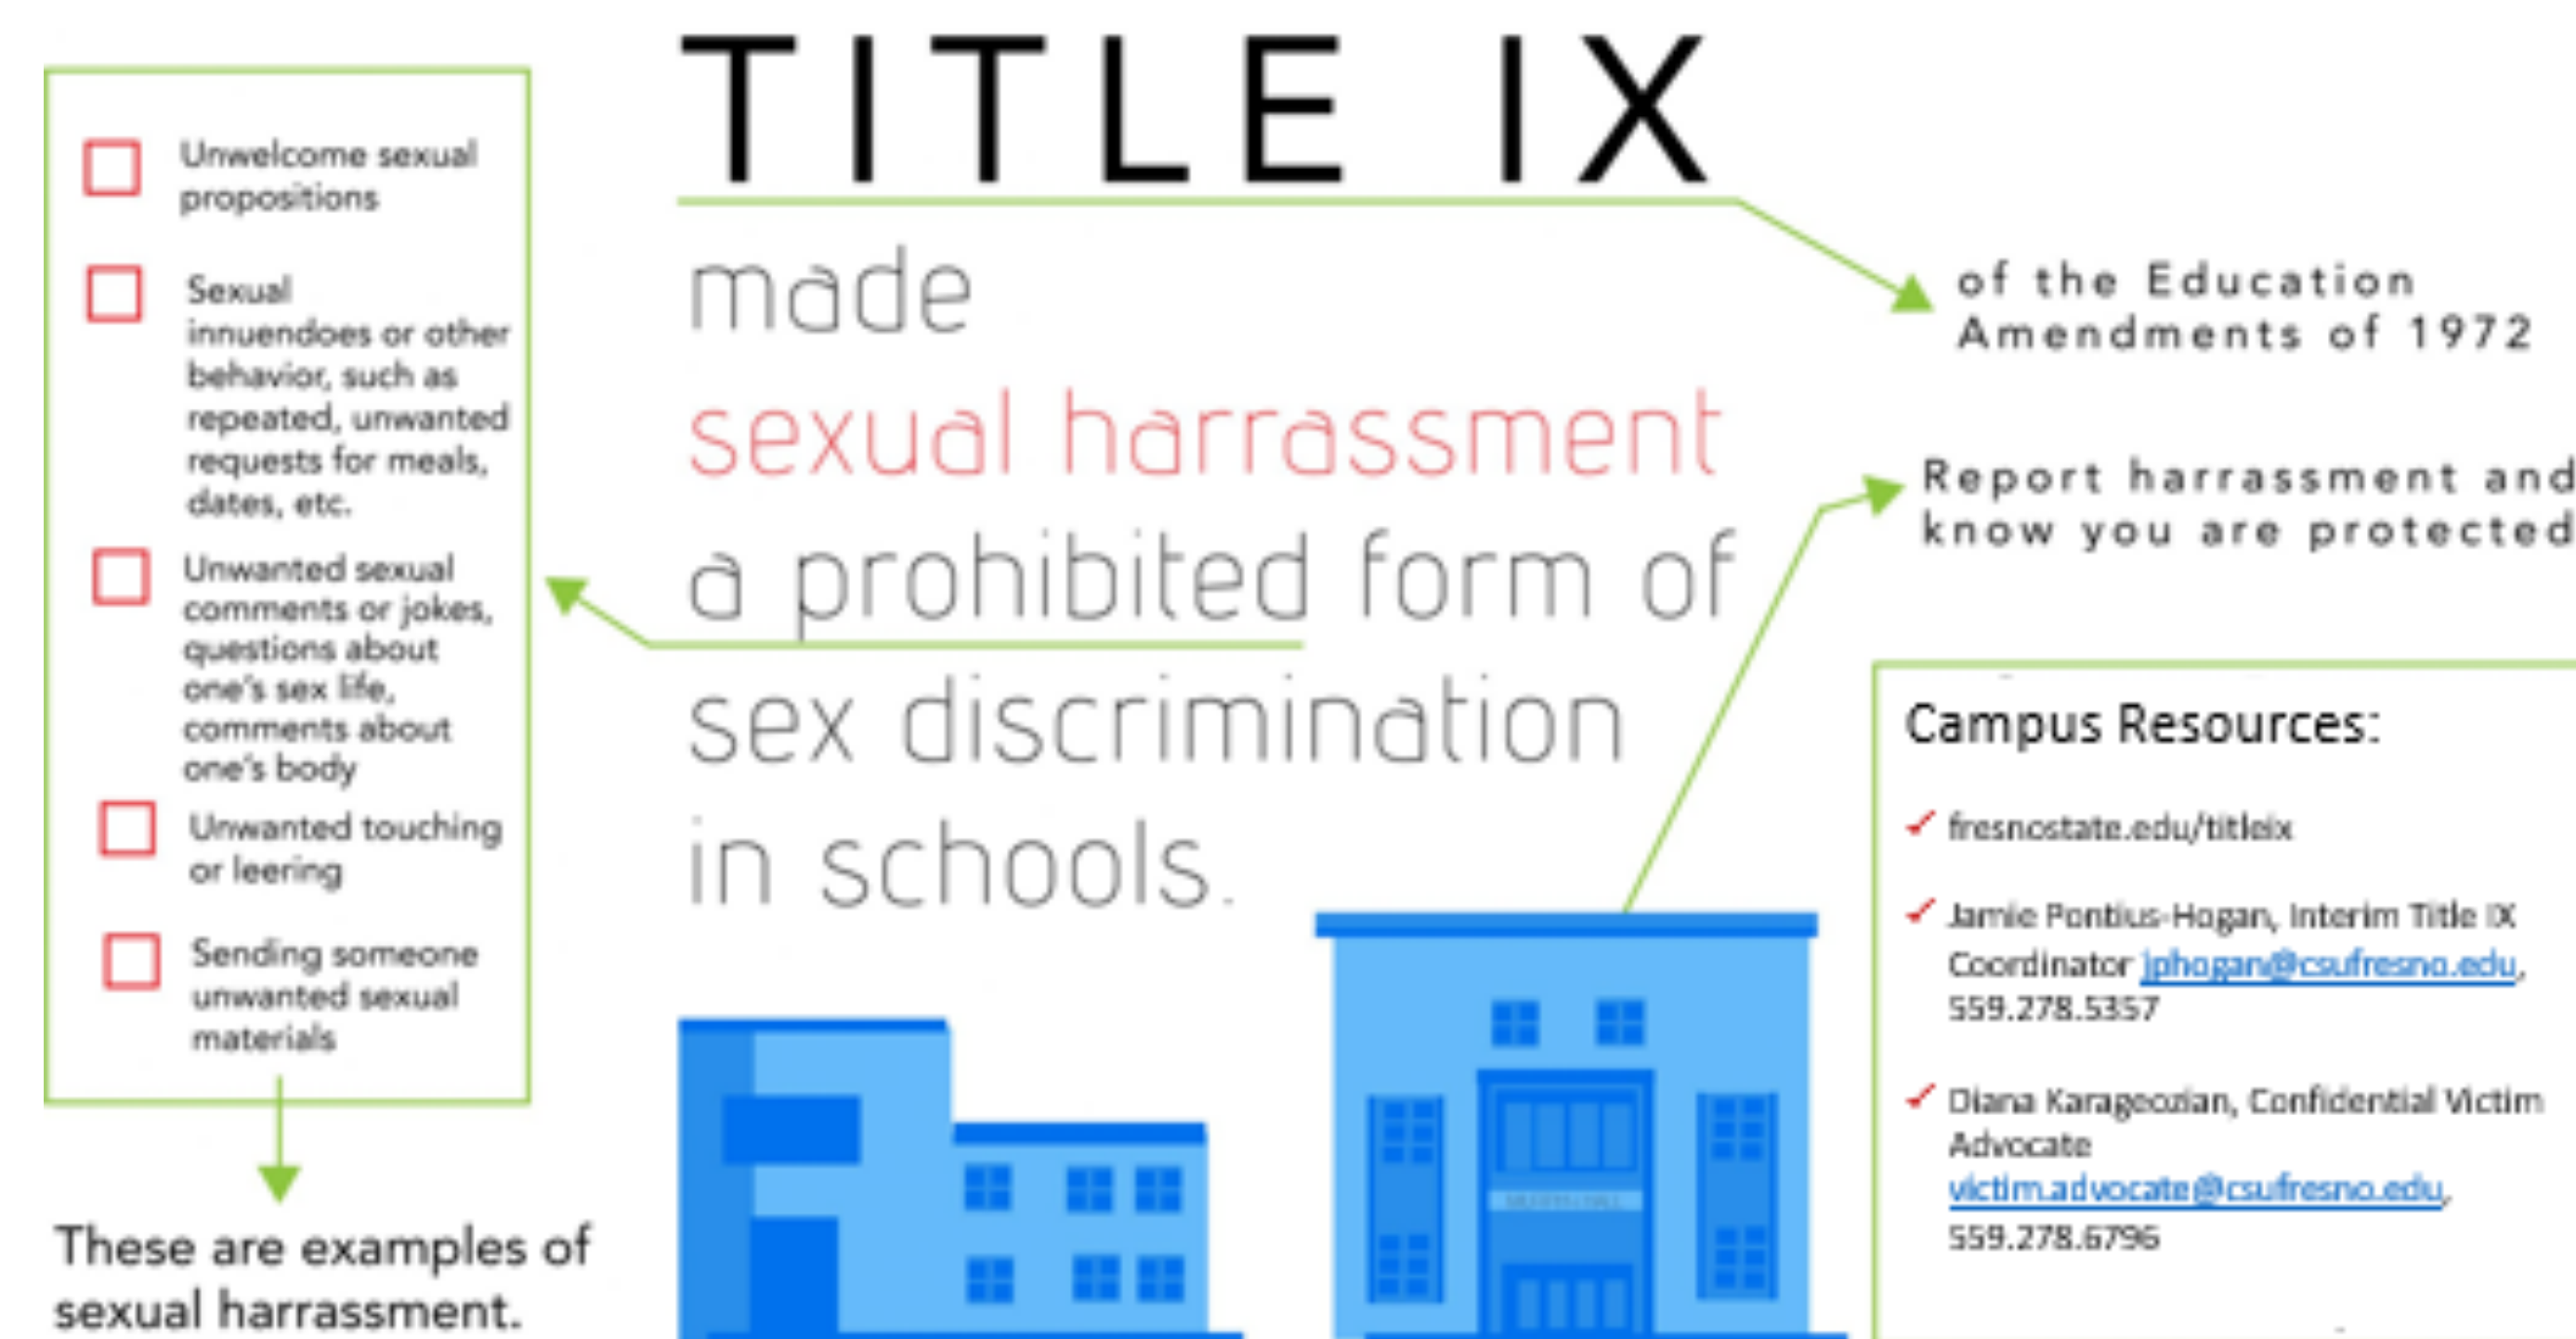 TITLE IX
made
sexual harrassment
a prohibited form of
sex discrimination
in schools.
of the Education
Amendments of 1972
Report harrassment and
know you are protected
Unwelcome sexual
propositions
Sexual
innuendoes or other
behavior, such as
repeated, unwanted
requests for meals,
dates, etc.
Unwanted sexual
comments or jokes,
questions about
one's sex life,
comments about
one's body
Unwanted touching
or leering
Sending someone
unwanted sexual
materials
These are examples of
sexual harrassment.
Campus Resources:
fresnostate.edu/titleix
Jamie Pontius-Hogan, Interim Title IX
Coordinator jphogan@csufresno.edu,
559.278.5357
Diana Karageozian, Confidential Victim
Advocate
victim.advocate@csufresno.edu,
559.278.6796